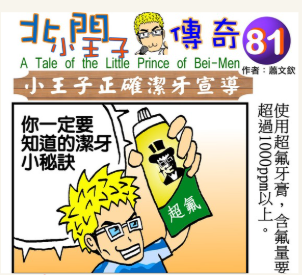 北門小王子傳奇 81
A Tale of the Little Prince of Bei-Men
作者：蕭文欽
小王子正確潔牙宣導
你一定要
知道的潔牙
小秘訣
超氟
使用超氟牙膏，含氟量要
超過1000ppm以上。